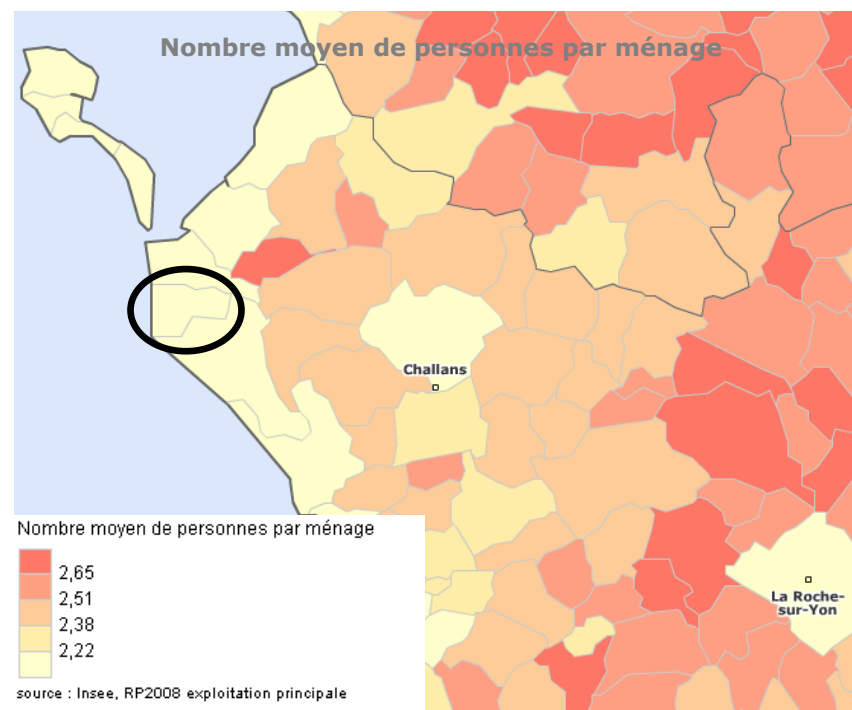 Nombre moyen de personnes par ménage
Challans
La Roche-
sur-Yon
Nombre moyen de personnes par ménage
2,65
2,51
2,38
2,22
source : Insee, RP2008 exploitation principale